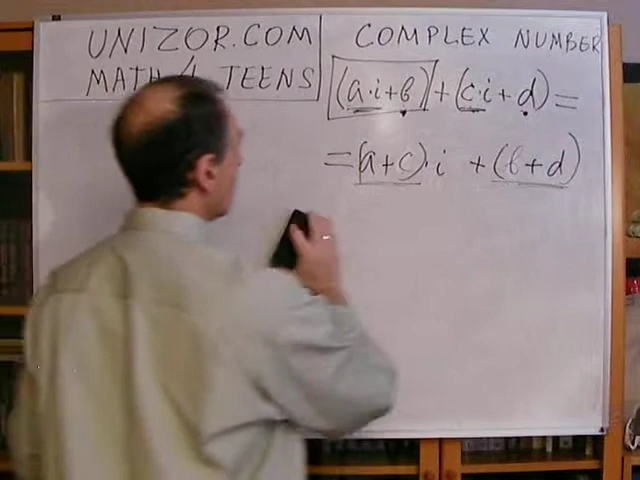 UNIZOR.COM
MATH 4 TEENS
COMPLEX NUMBER
(a·i+b)+(c·i+d)=
=(a+c)·i +(b+d)